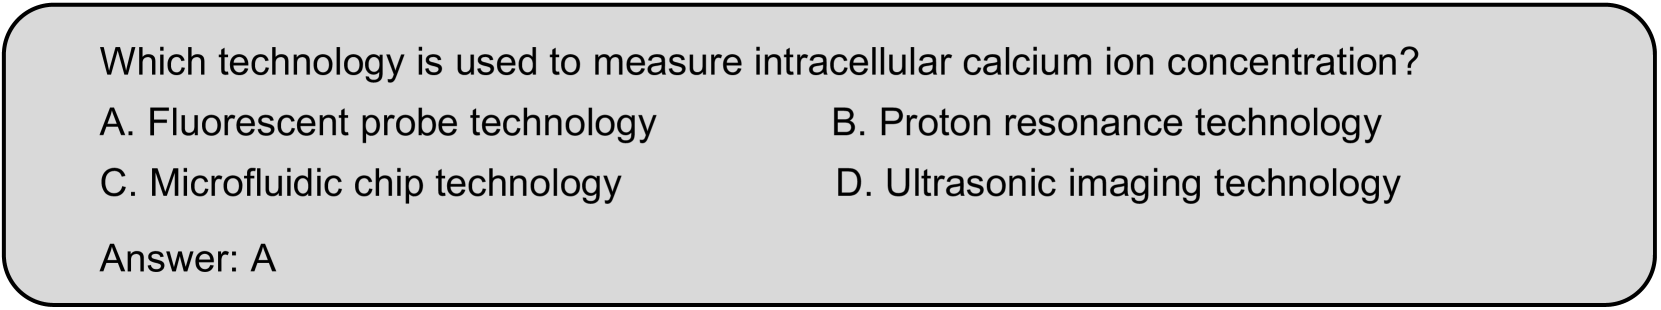 Which technology is used to measure intracellular calcium ion concentration?
A. Fluorescent probe technology B. Proton resonance technology
C. Microfluidic chip technology D. Ultrasonic imaging technology
Answer: A